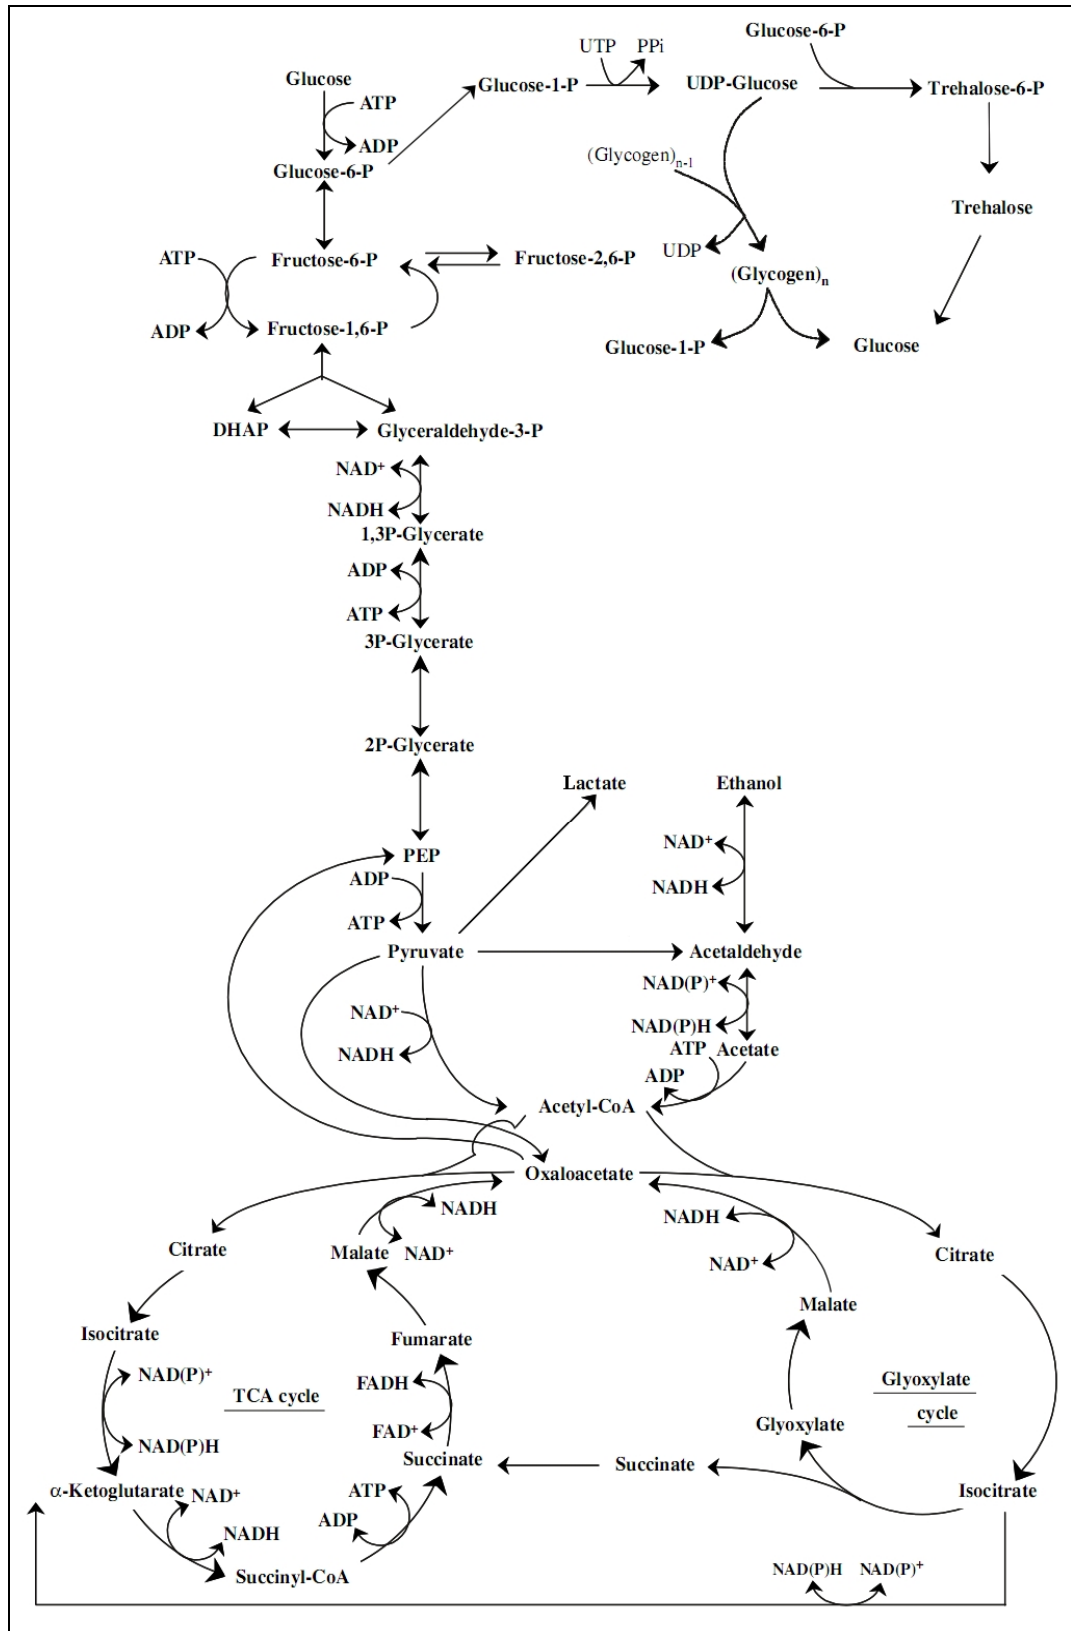 Glucose-6-P
UTP PPi
Glucose
Glucose-1-P
UDP-Glucose
Trehalose-6-P
ATP
ADP
Glucose-6-P
(Glycogen)n-1
Trehalose
UDP
ATP
Fructose-6-P
Fructose-2,6-P
(Glycogen)n
ADP
Fructose-1,6-P
Glucose-1-P
Glucose
DHAP
Glyceraldehyde-3-P
NAD+
NADH
1,3P-Glycerate
ADP
ATP
3P-Glycerate
2P-Glycerate
Lactate
Ethanol
NAD+
PEP
ADP
NADH
ATP
Pyruvate
Acetaldehyde
NAD(P)+
NAD+
NAD(P)H
NADH
ATP Acetate
ADP
Acetyl-CoA
Oxaloacetate
NADH
NADH
Citrate
Malate NAD+
NAD+
Citrate
Malate
Isocitrate
Fumarate
NAD(P)+
TCA cycle
FADH
Glyoxylate
cycle
FAD+
Glyoxylate
NAD(P)H
Succinate
Succinate
α-Ketoglutarate
NAD+
ATP
Isocitrate
ADP
NADH
Succinyl-CoA
NAD(P)H NAD(P)+